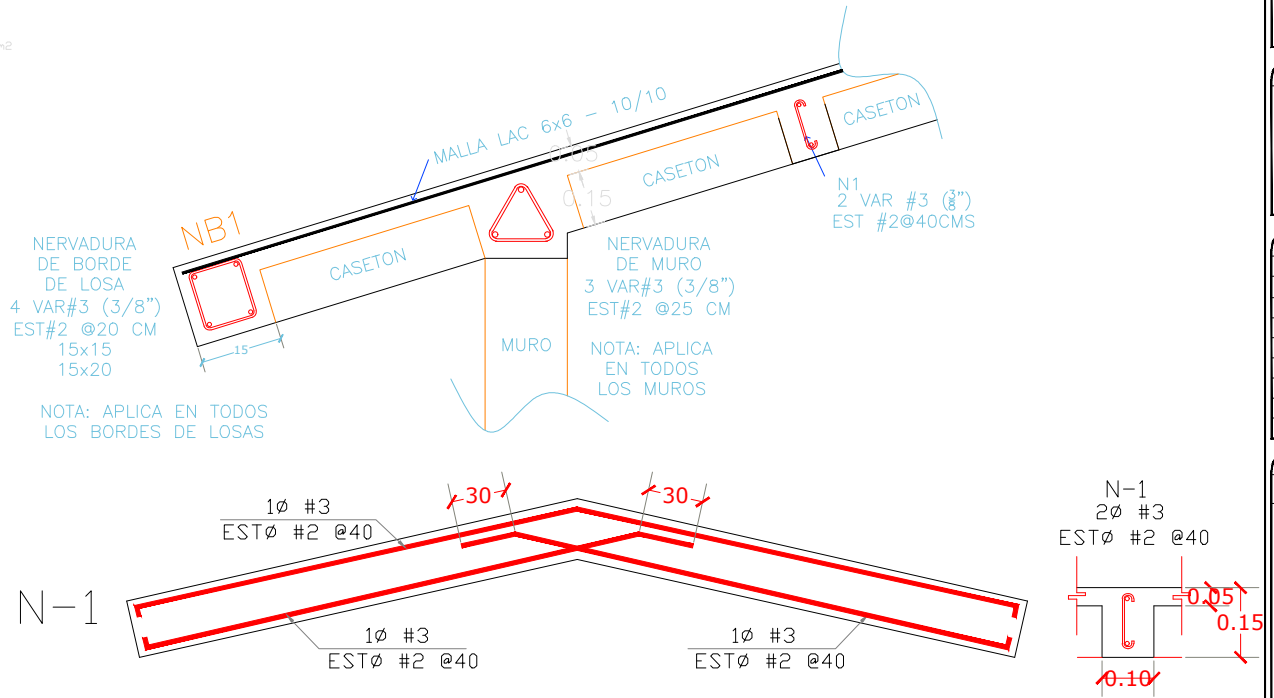 m2
MALLA LAC 6x6 - 10/10
0.05
CASETON
0.15
CASETON
N1
2 VAR #3 (3/8")
EST #2@40CMS
NB1
NERVADURA
DE BORDE
DE LOSA
4 VAR#3 (3/8")
EST#2 @20 CM
15x15
15x20
NOTA: APLICA EN TODOS
LOS BORDES DE LOSAS
CASETON
15
NERVADURA
DE MURO
3 VAR#3 (3/8")
EST#2 @25 CM
MURO
NOTA: APLICA
EN TODOS
LOS MUROS
N-1
1Ø #3
ESTØ #2 @40
30
30
1Ø #3
ESTØ #2 @40
1Ø #3
ESTØ #2 @40
N-1
2Ø #3
ESTØ #2 @40
0.05
0.15
0.10